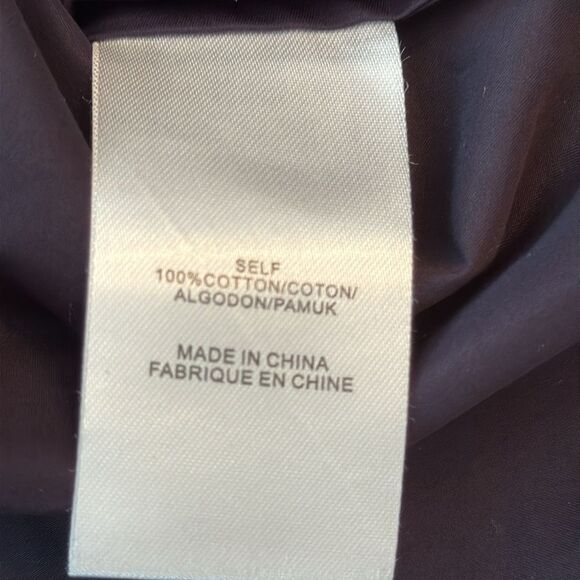 SELF
100%COTTON/COTON/
ALGODON/PAMUK
MADE IN CHINA
FABRIQUE EN CHINE